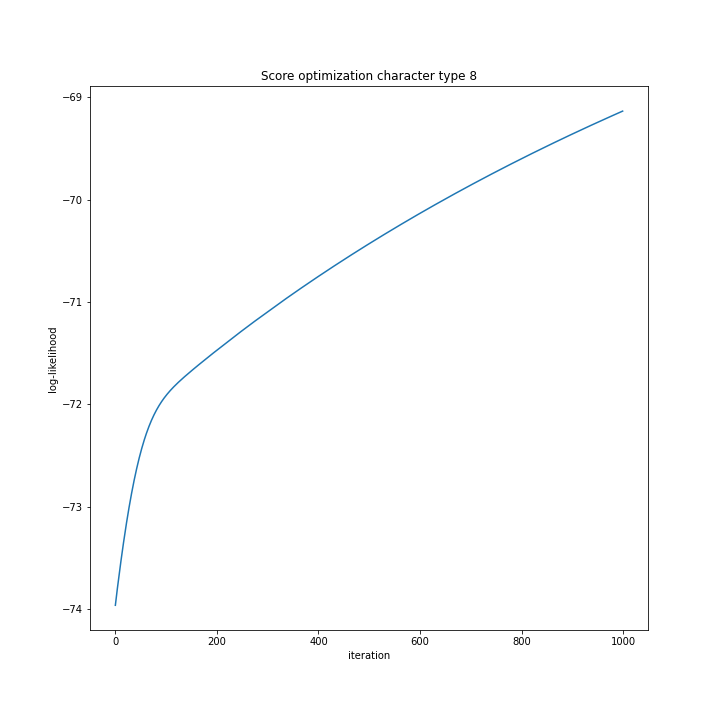 Score optimization character type 8
−69
−70
−71
−72
−73
−74
log-likelihood
0 200 400 600 800 1000
iteration